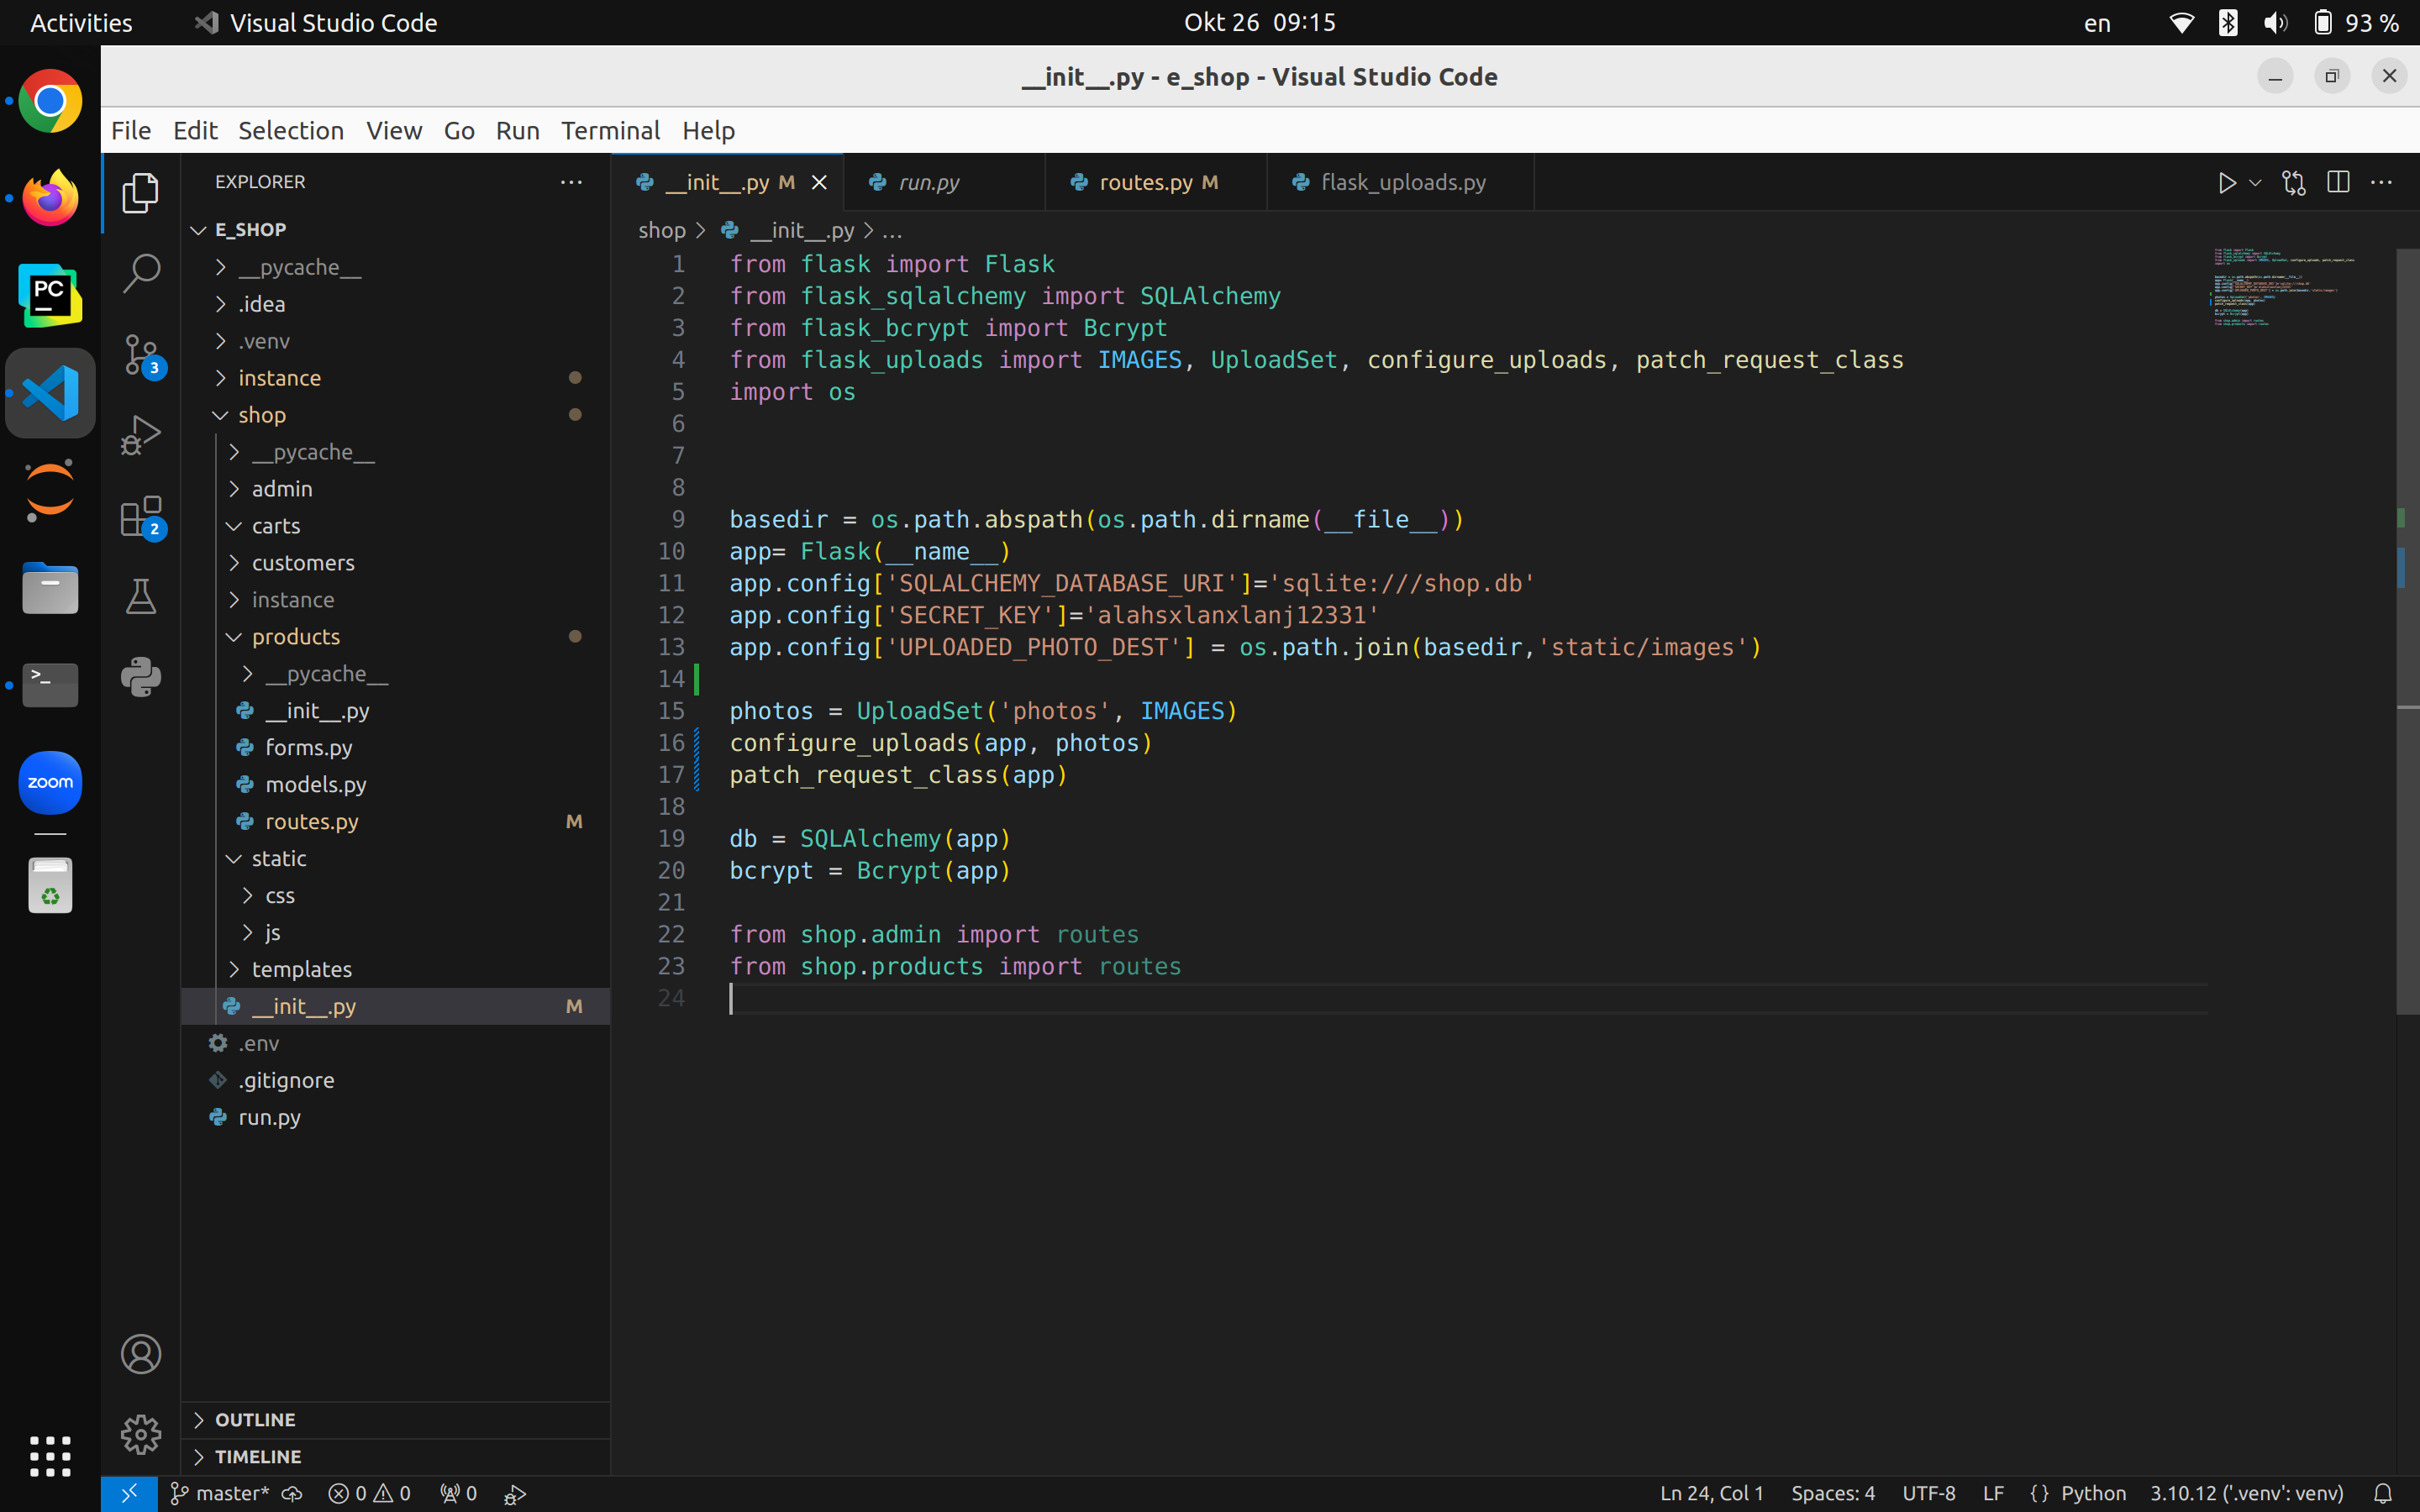 Activities
Visual Studio Code
Okt 26 09:15
en
93 %
__init__.py - e_shop - Visual Studio Code
File Edit Selection View Go Run Terminal Help
EXPLORER
__init__.py M
run.py
routes.py M
flask_uploads.py
shop > __init__.py > ...
E_SHOP
__pycache__
.idea
.venv
instance
shop
__pycache__
admin
carts
customers
instance
products
__pycache__
__init__.py
forms.py
models.py
routes.py M
static
css
js
templates
__init__.py M
.env
.gitignore
run.py
OUTLINE
TIMELINE
3
2
PC
>_
zoom
1 from flask import Flask
2 from flask_sqlalchemy import SQLAlchemy
3 from flask_bcrypt import Bcrypt
4 from flask_uploads import IMAGES, UploadSet, configure_uploads, patch_request_class
5 import os
6
7
8
9 basedir = os.path.abspath(os.path.dirname(__file__))
10 app= Flask(__name__)
11 app.config['SQLALCHEMY_DATABASE_URI']='sqlite:///shop.db'
12 app.config['SECRET_KEY']='alahsxlanxlanj12331'
13 app.config['UPLOADED_PHOTO_DEST'] = os.path.join(basedir,'static/images')
14
15 photos = UploadSet('photos', IMAGES)
16 configure_uploads(app, photos)
17 patch_request_class(app)
18
19 db = SQLAlchemy(app)
20 bcrypt = Bcrypt(app)
21
22 from shop.admin import routes
23 from shop.products import routes
24
master*
0 0
0
Ln 24, Col 1
Spaces: 4
UTF-8
LF
{ } Python
3.10.12 ('.venv': venv)